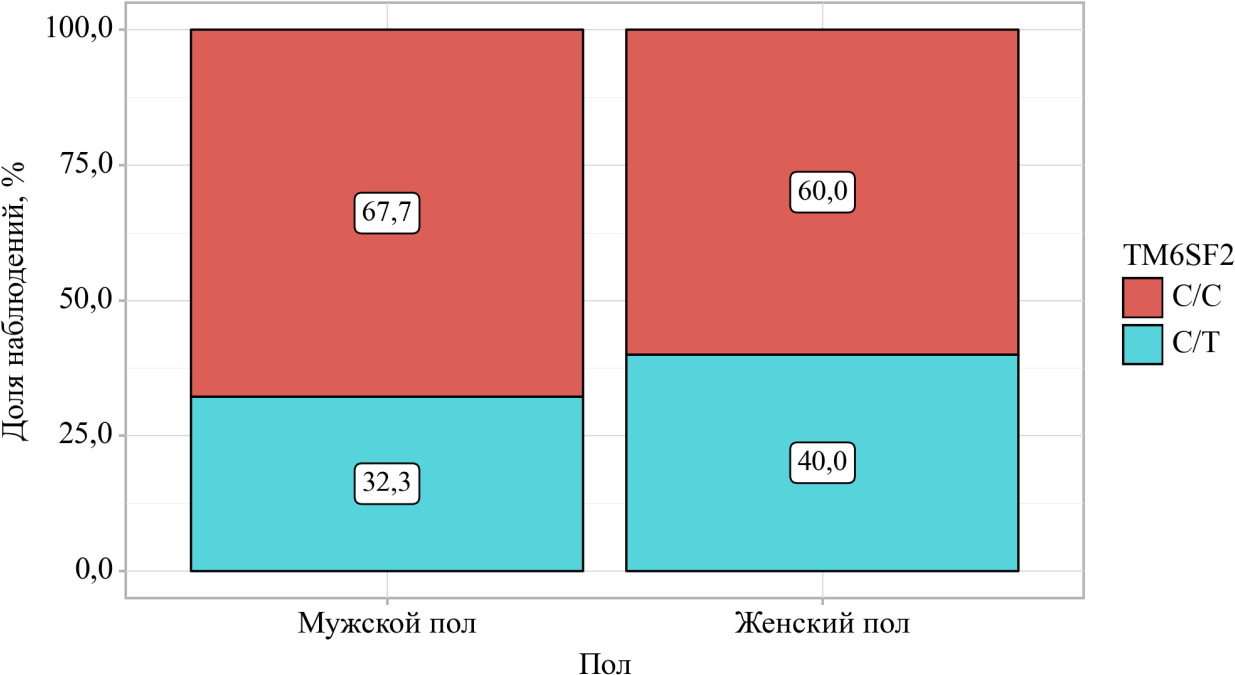 Доля наблюдений, %
100,0
75,0
50,0
25,0
0,0
67,7
32,3
60,0
40,0
Мужской пол
Женский пол
Пол
TM6SF2
C/C
C/T